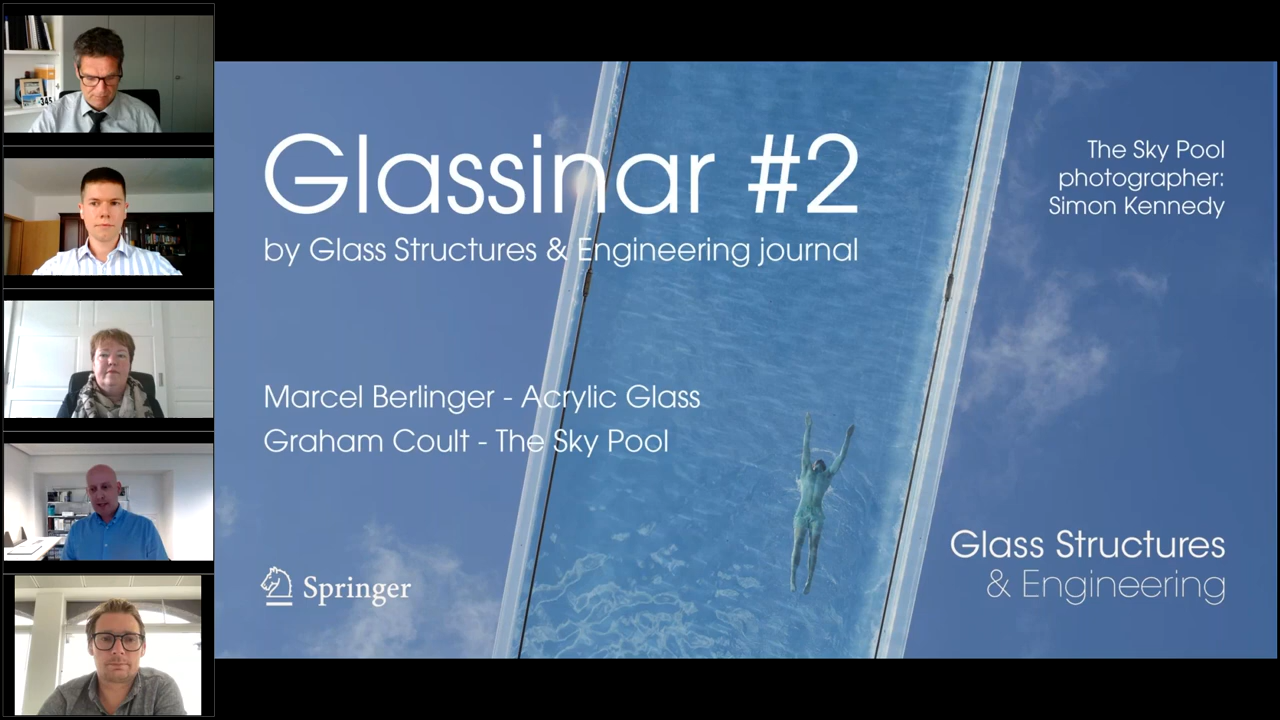 Glassinar #2
by Glass Structures & Engineering journal
The Sky Pool
photographer:
Simon Kennedy
Marcel Berlinger - Acrylic Glass
Graham Coult - The Sky Pool
Springer
Glass Structures
& Engineering